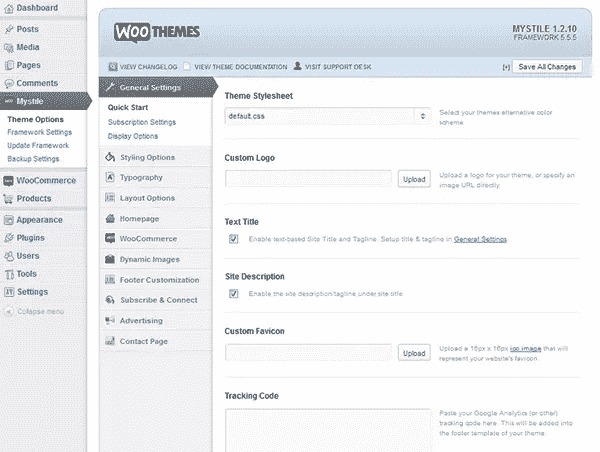 Dashboard
Posts
Media
Pages
Comments
Mystile
Theme Options
Framework Settings
Update Framework
Backup Settings
WooCommerce
Products
Appearance
Plugins
Users
Tools
Settings
Collapse menu
WOOTHEMES
MYSTILE 1.2.10
FRAMEWORK 5.5.5
VIEW CHANGELOG
VIEW THEME DOCUMENTATION
VISIT SUPPORT DESK
[+]
Save All Changes
General Settings
Quick Start
Subscription Settings
Display Options
Styling Options
Typography
Layout Options
Homepage
WooCommerce
Dynamic Images
Footer Customization
Subscribe & Connect
Advertising
Contact Page
Theme Stylesheet
default.css
Select your themes alternative color
scheme.
Custom Logo
Upload
Upload a logo for your theme, or specify an
image URL directly.
Text Title
Enable text-based Site Title and Tagline. Setup title & tagline in General Settings.
Site Description
Enable the site description/tagline under site title.
Custom Favicon
Upload
Upload a 16px x 16px ico image that will
represent your website's favicon.
Tracking Code
Paste your Google Analytics (or other)
tracking code here. This will be added into
the footer template of your theme.